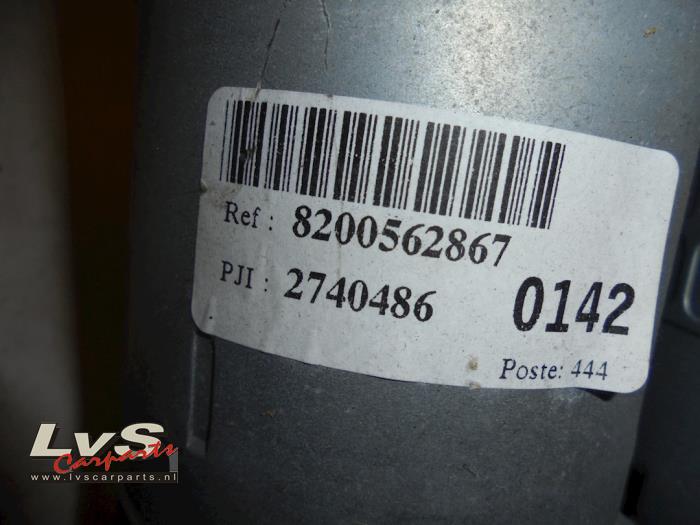 Ref : 8200562867
PJI : 2740486
0142
Poste: 444
LvS
Carparts
www.lvscarparts.nl